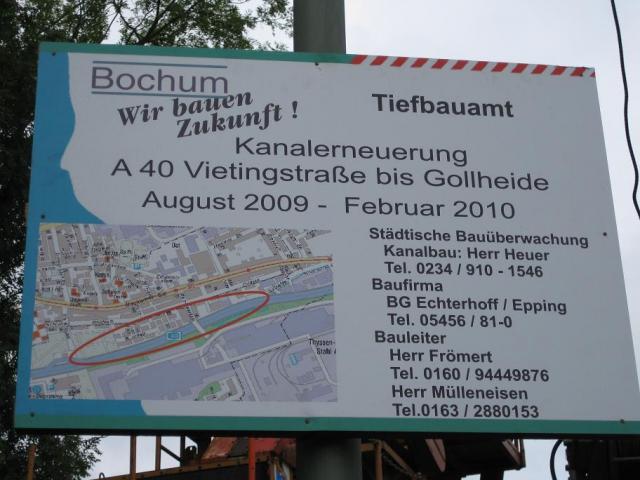 Bochum
Wir bauen
Zukunft !
Tiefbauamt
Kanalerneuerung
A 40 Vietingstraße bis Gollheide
August 2009 - Februar 2010
Städtische Bauüberwachung
Kanalbau: Herr Heuer
Tel. 0234 / 910 - 1546
Baufirma
BG Echterhoff / Epping
Tel. 05456 / 81-0
Bauleiter
Herr Frömert
Tel. 0160 / 94449876
Herr Mülleneisen
Tel.0163 / 2880153
Thyssen-
Stahl